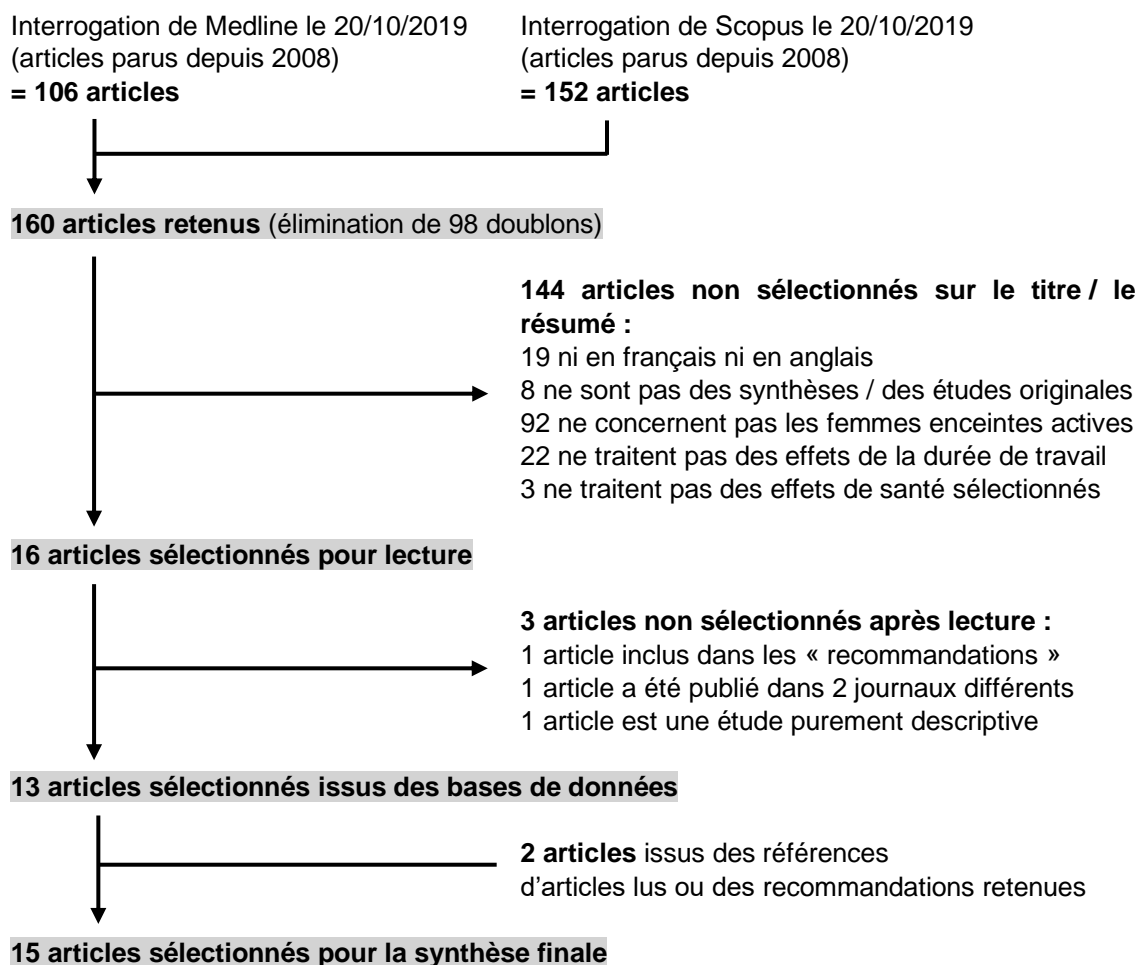 Interrogation de Medline le 20/10/2019
(articles parus depuis 2008)
= 106 articles
Interrogation de Scopus le 20/10/2019
(articles parus depuis 2008)
= 152 articles
160 articles retenus (élimination de 98 doublons)
144 articles non sélectionnés sur le titre / le
résumé :
19 ni en français ni en anglais
8 ne sont pas des synthèses / des études originales
92 ne concernent pas les femmes enceintes actives
22 ne traitent pas des effets de la durée de travail
3 ne traitent pas des effets de santé sélectionnés
16 articles sélectionnés pour lecture
3 articles non sélectionnés après lecture :
1 article inclus dans les « recommandations »
1 article a été publié dans 2 journaux différents
1 article est une étude purement descriptive
13 articles sélectionnés issus des bases de données
2 articles issus des références
d'articles lus ou des recommandations retenues
15 articles sélectionnés pour la synthèse finale